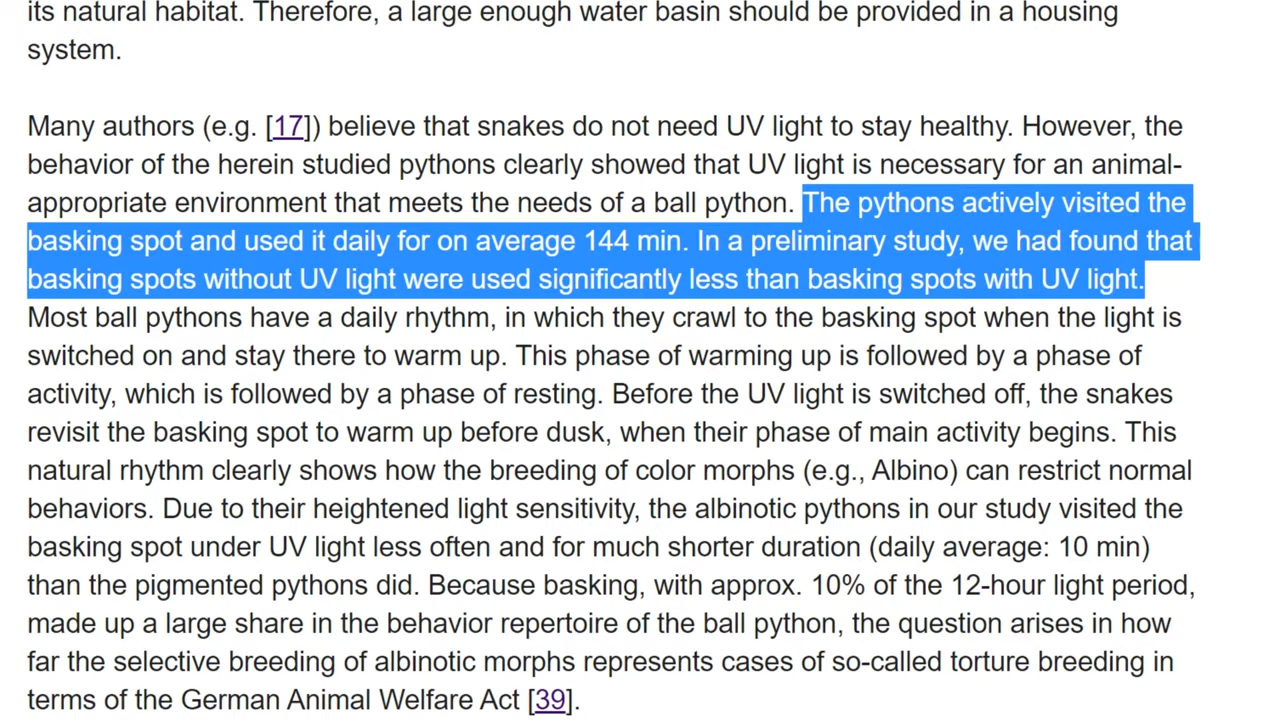 its natural habitat. Therefore, a large enough water basin should be provided in a housing
system.
Many authors (e.g. [17]) believe that snakes do not need UV light to stay healthy. However, the
behavior of the herein studied pythons clearly showed that UV light is necessary for an animal-
appropriate environment that meets the needs of a ball python. The pythons actively visited the
basking spot and used it daily for on average 144 min. In a preliminary study, we had found that
basking spots without UV light were used significantly less than basking spots with UV light.
Most ball pythons have a daily rhythm, in which they crawl to the basking spot when the light is
switched on and stay there to warm up. This phase of warming up is followed by a phase of
activity, which is followed by a phase of resting. Before the UV light is switched off, the snakes
revisit the basking spot to warm up before dusk, when their phase of main activity begins. This
natural rhythm clearly shows how the breeding of color morphs (e.g., Albino) can restrict normal
behaviors. Due to their heightened light sensitivity, the albinotic pythons in our study visited the
basking spot under UV light less often and for much shorter duration (daily average: 10 min)
than the pigmented pythons did. Because basking, with approx. 10% of the 12-hour light period,
made up a large share in the behavior repertoire of the ball python, the question arises in how
far the selective breeding of albinotic morphs represents cases of so-called torture breeding in
terms of the German Animal Welfare Act [39].